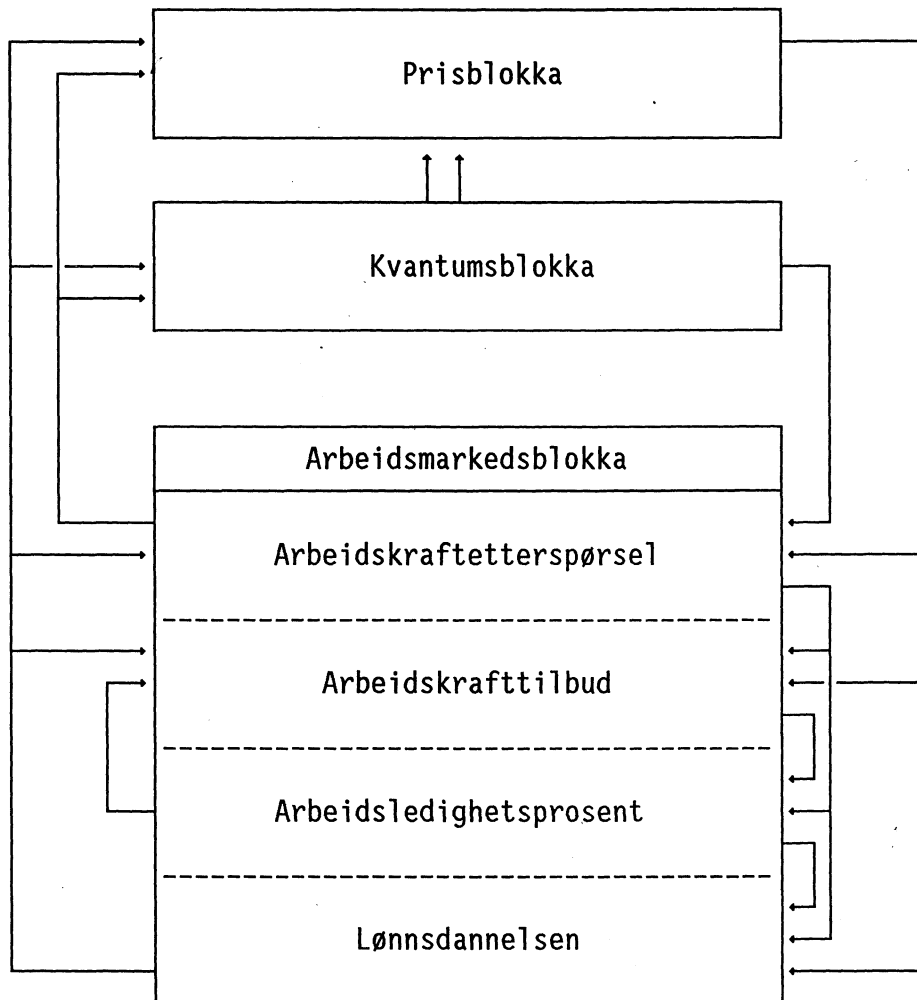 Prisblokka
Kvantumsblokka
Arbeidsmarkedsblokka
Arbeidskraftetterspørsel
Arbeidskrafttilbud
Arbeidsledighetsprosent
Lønnsdannelsen